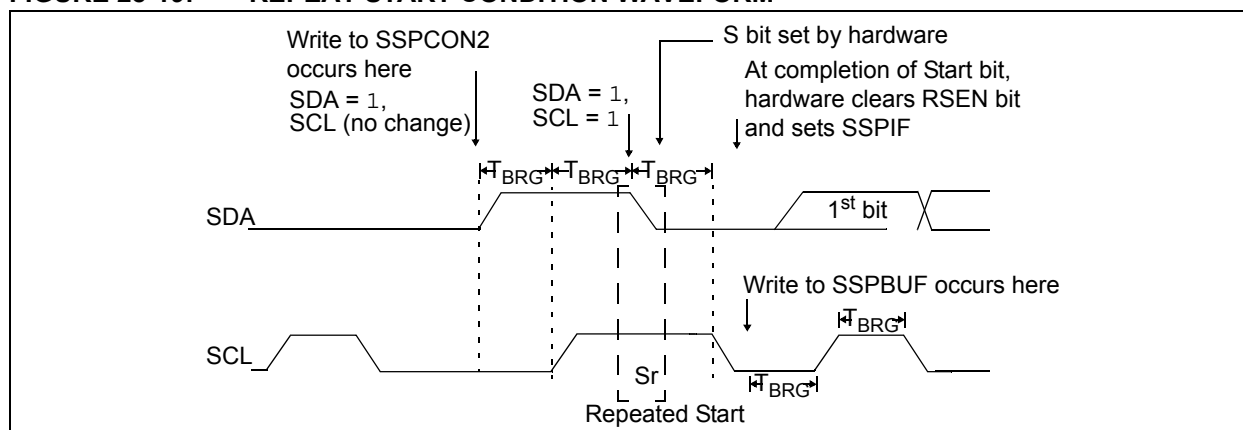 Write to SSPCON2
occurs here
SDA = 1,
SCL (no change)
SDA = 1,
SCL = 1
S bit set by hardware
At completion of Start bit,
hardware clears RSEN bit
and sets SSPIF
TBRG TBRG TBRG
SDA
1st bit
Write to SSPBUF occurs here
TBRG
SCL
Sr
TBRG
Repeated Start